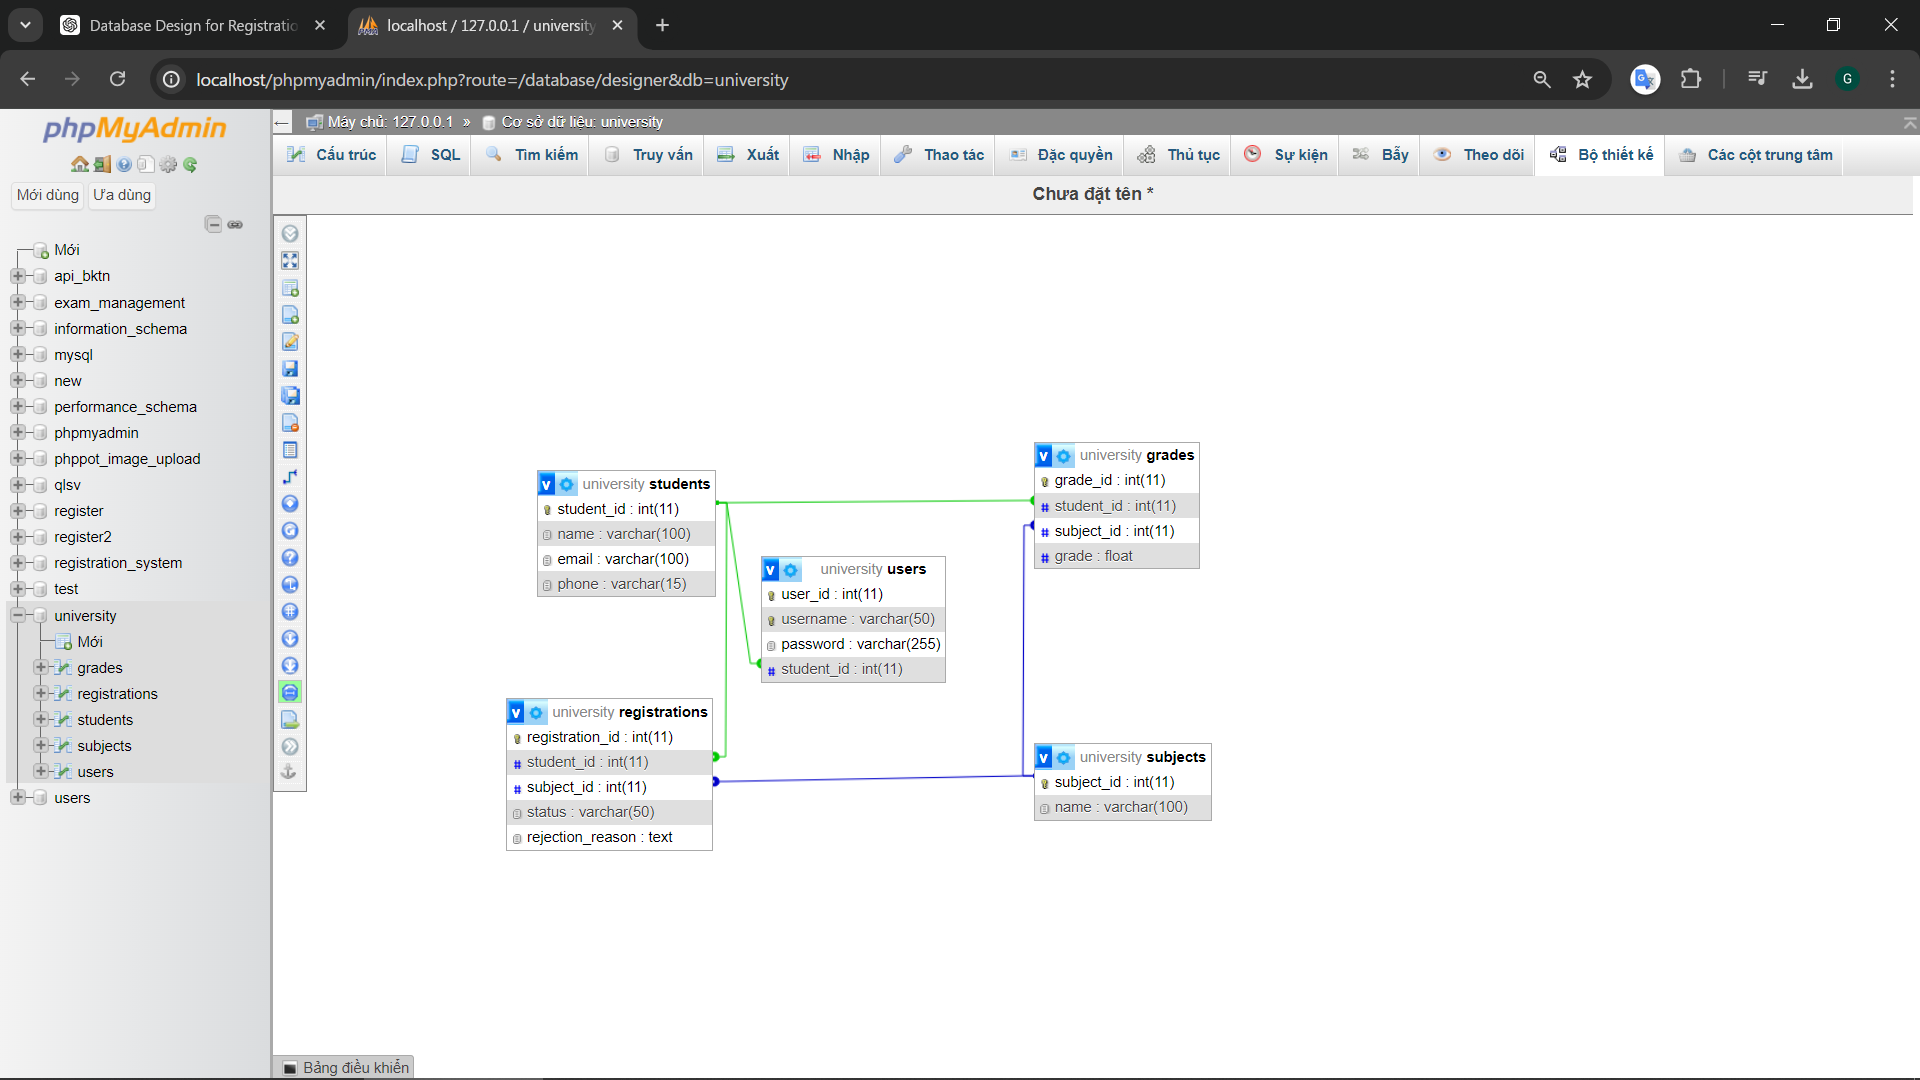 Database Design for Registratio
localhost / 127.0.0.1 / university
localhost/phpmyadmin/index.php?route=/database/designer&db=university
G
phpMyAdmin
Mới dùng
Ưa dùng
Mới
api_bktn
exam_management
information_schema
mysql
new
performance_schema
phpmyadmin
phppot_image_upload
qlsv
register
register2
registration_system
test
university
Mới
grades
registrations
students
subjects
users
users
Máy chủ: 127.0.0.1 » Cơ sở dữ liệu: university
Cấu trúc
SQL
Tìm kiếm
Truy vấn
Xuất
Nhập
Thao tác
Đặc quyền
Thủ tục
Sự kiện
Bẫy
Theo dõi
Bộ thiết kế
Các cột trung tâm
Chưa đặt tên *
v university students
student_id : int(11)
name : varchar(100)
email : varchar(100)
phone : varchar(15)
v university users
user_id : int(11)
username : varchar(50)
password : varchar(255)
# student_id : int(11)
v university grades
grade_id : int(11)
# student_id : int(11)
# subject_id : int(11)
# grade : float
v university registrations
registration_id : int(11)
# student_id : int(11)
# subject_id : int(11)
status : varchar(50)
rejection_reason : text
v university subjects
subject_id : int(11)
name : varchar(100)
Bảng điều khiển